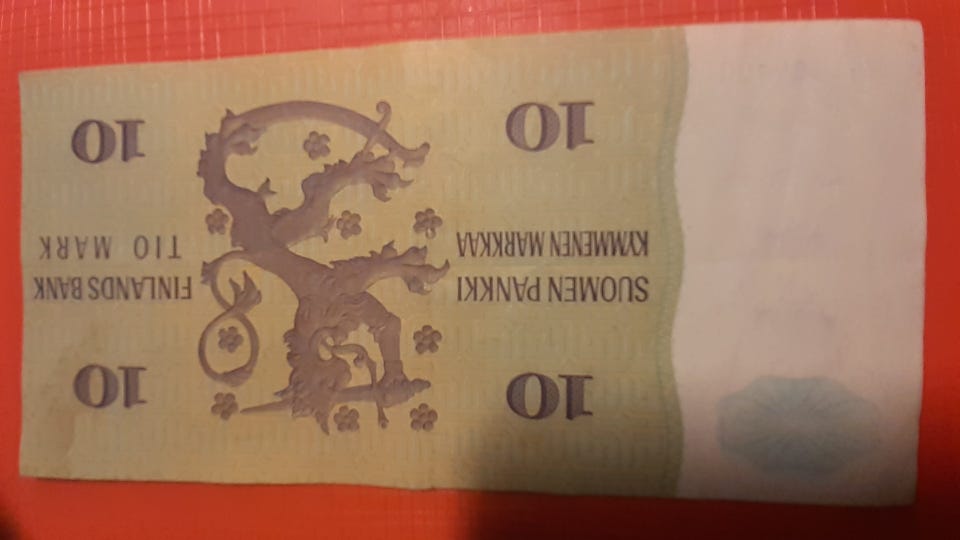 10 10
SUOMEN PANKKI FINLANDS BANK
KYMMENEN MARKKAA TIO MARK
10 10